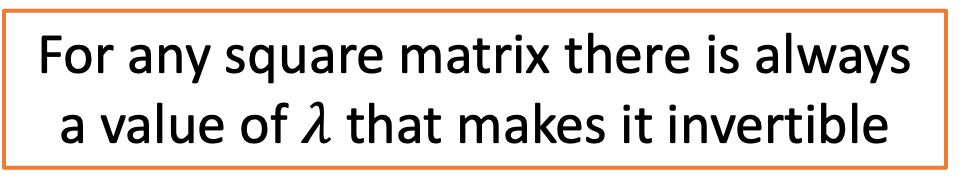 For any square matrix there is always
a value of λ that makes it invertible